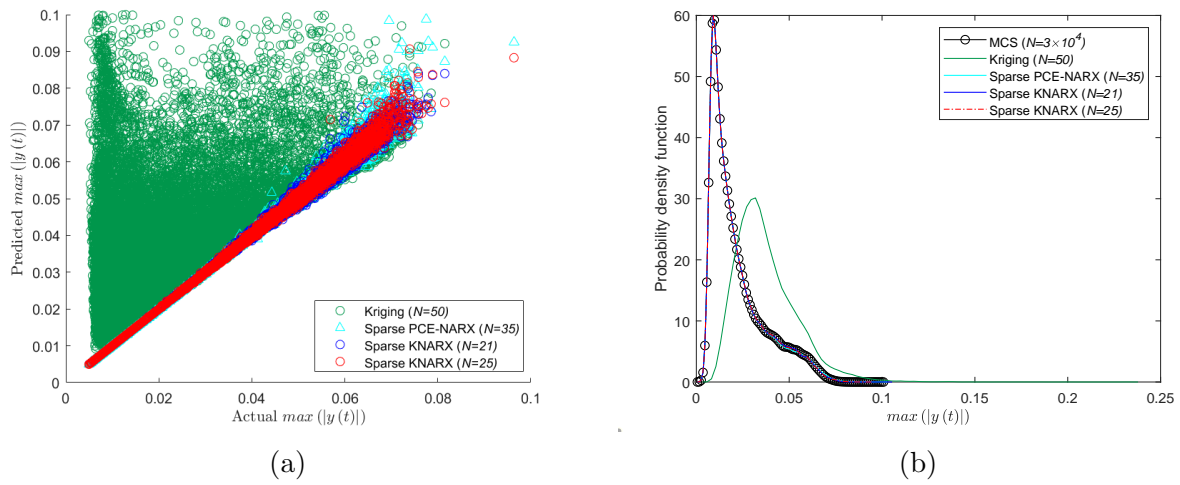 0.1
0.09
0.08
0.07
0.06
0.05
0.04
0.03
0.02
0.01
0
Predicted max (|y (t)|)
0 0.02 0.04 0.06 0.08 0.1
Actual max (|y (t)|)
Kriging (N=50)
Sparse PCE-NARX (N=35)
Sparse KNARX (N=21)
Sparse KNARX (N=25)
(a)
60
50
40
30
20
10
0
Probability density function
0 0.05 0.1 0.15 0.2 0.25
max (|y (t)|)
MCS (N=3×10⁴)
Kriging (N=50)
Sparse PCE-NARX (N=35)
Sparse KNARX (N=21)
Sparse KNARX (N=25)
(b)